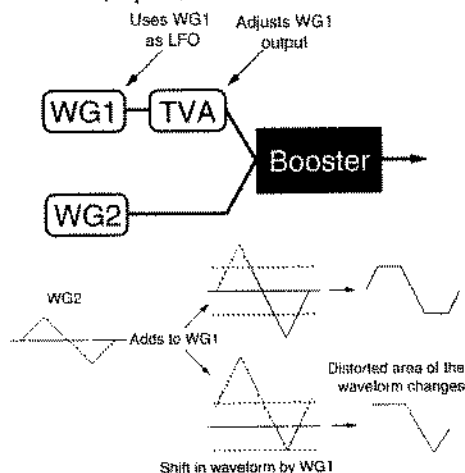 Uses WG1
as LFO
Adjusts WG1
output
WG1
TVA
Booster
WG2
WG2
Adds to WG1
Distorted area of the
waveform changes
Shift in waveform by WG1